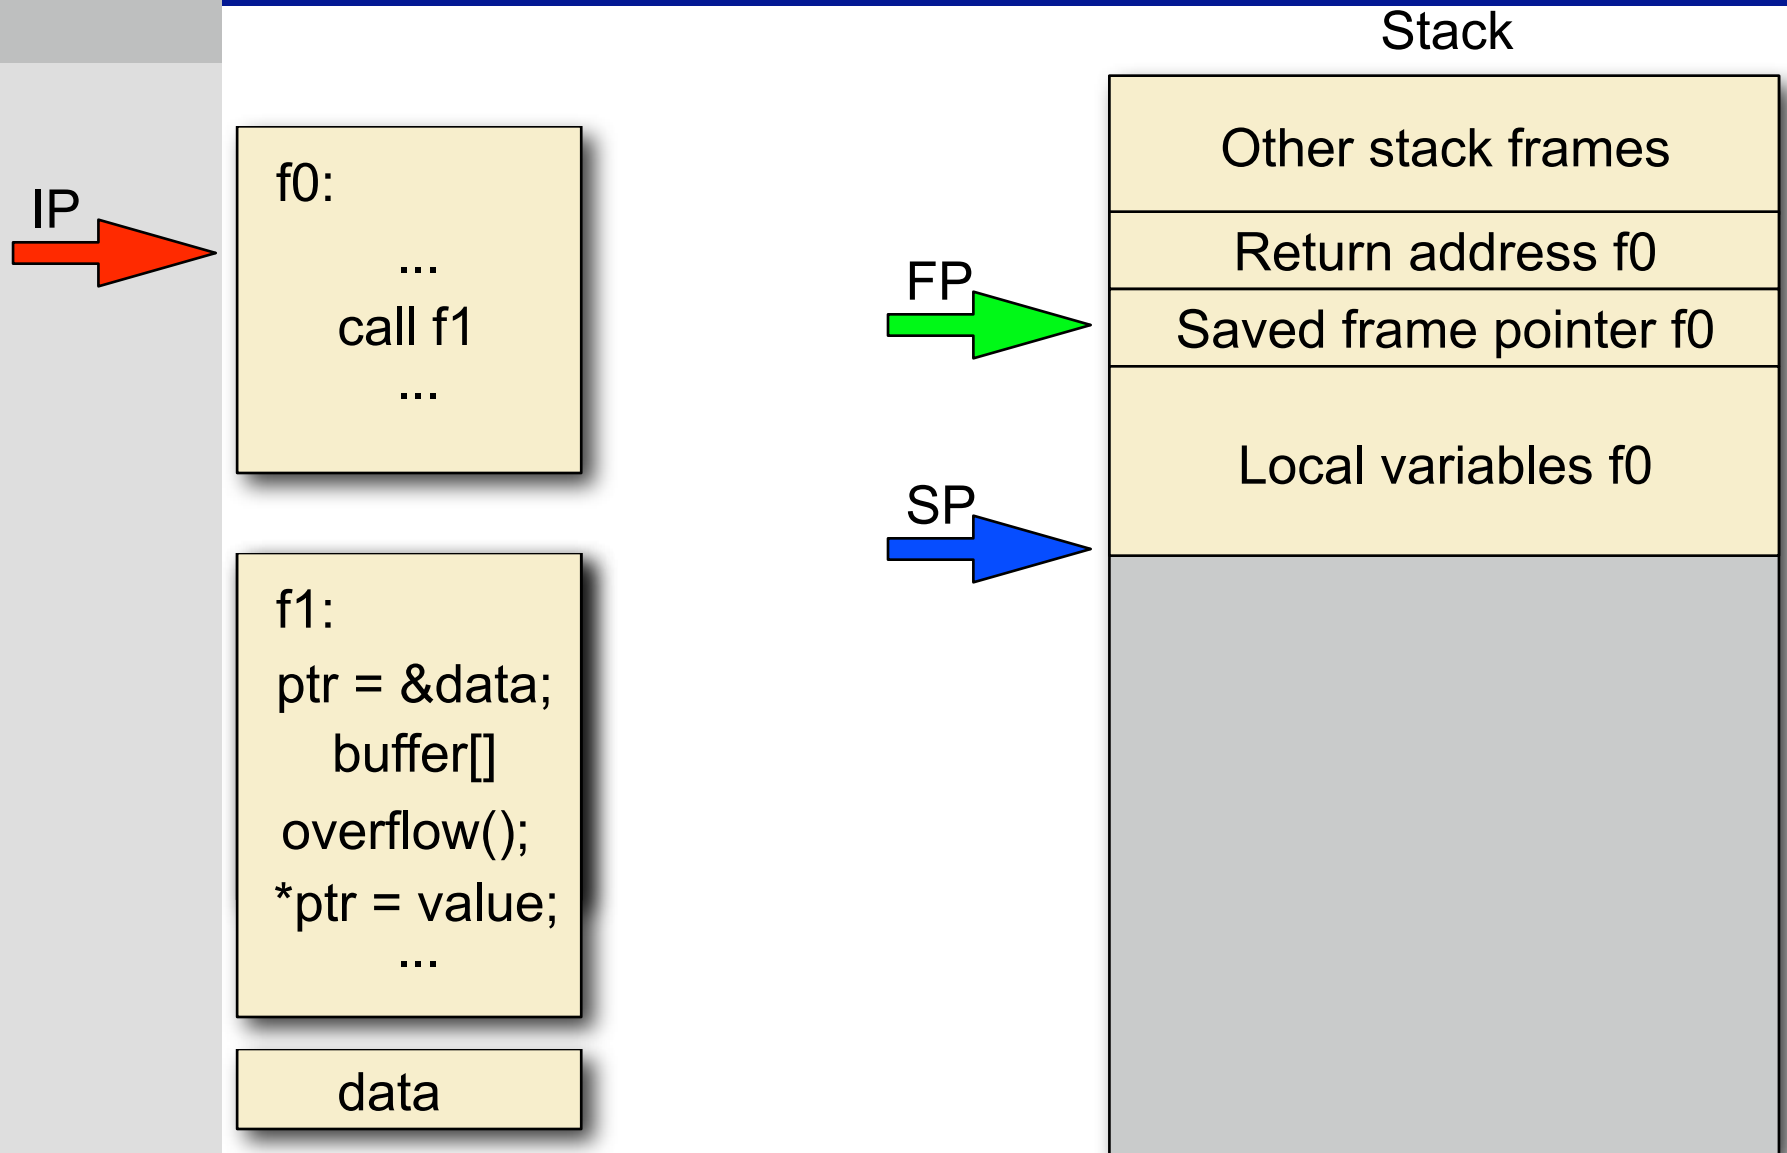 Stack
IP
f0:
...
call f1
...
f1:
ptr = &data;
buffer[]
overflow();
*ptr = value;
...
data
FP
SP
Other stack frames
Return address f0
Saved frame pointer f0
Local variables f0